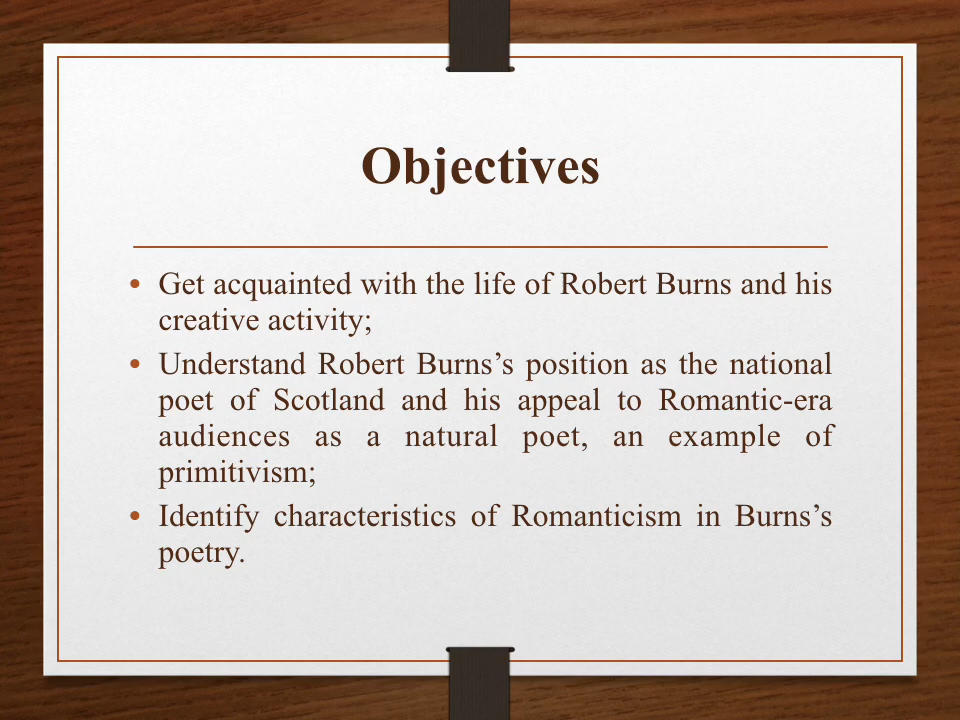 Objectives
• Get acquainted with the life of Robert Burns and his
creative activity;
• Understand Robert Burns’s position as the national
poet of Scotland and his appeal to Romantic-era
audiences as a natural poet, an example of
primitivism;
• Identify characteristics of Romanticism in Burns’s
poetry.